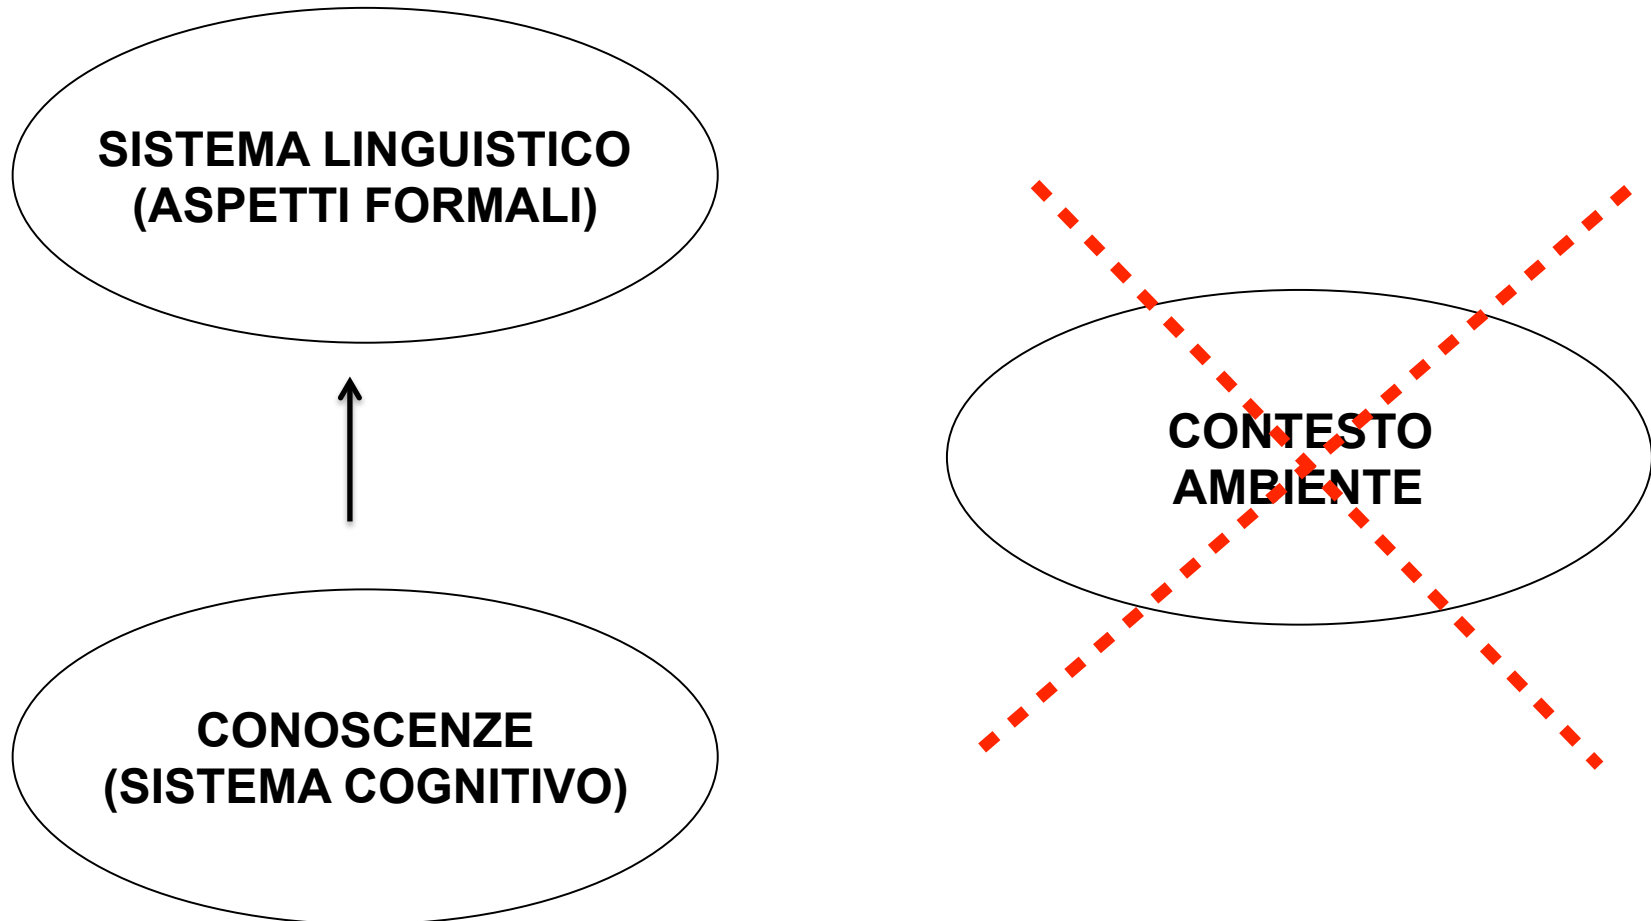 SISTEMA LINGUISTICO
(ASPETTI FORMALI)
CONTESTO
AMBIENTE
CONOSCENZE
(SISTEMA COGNITIVO)